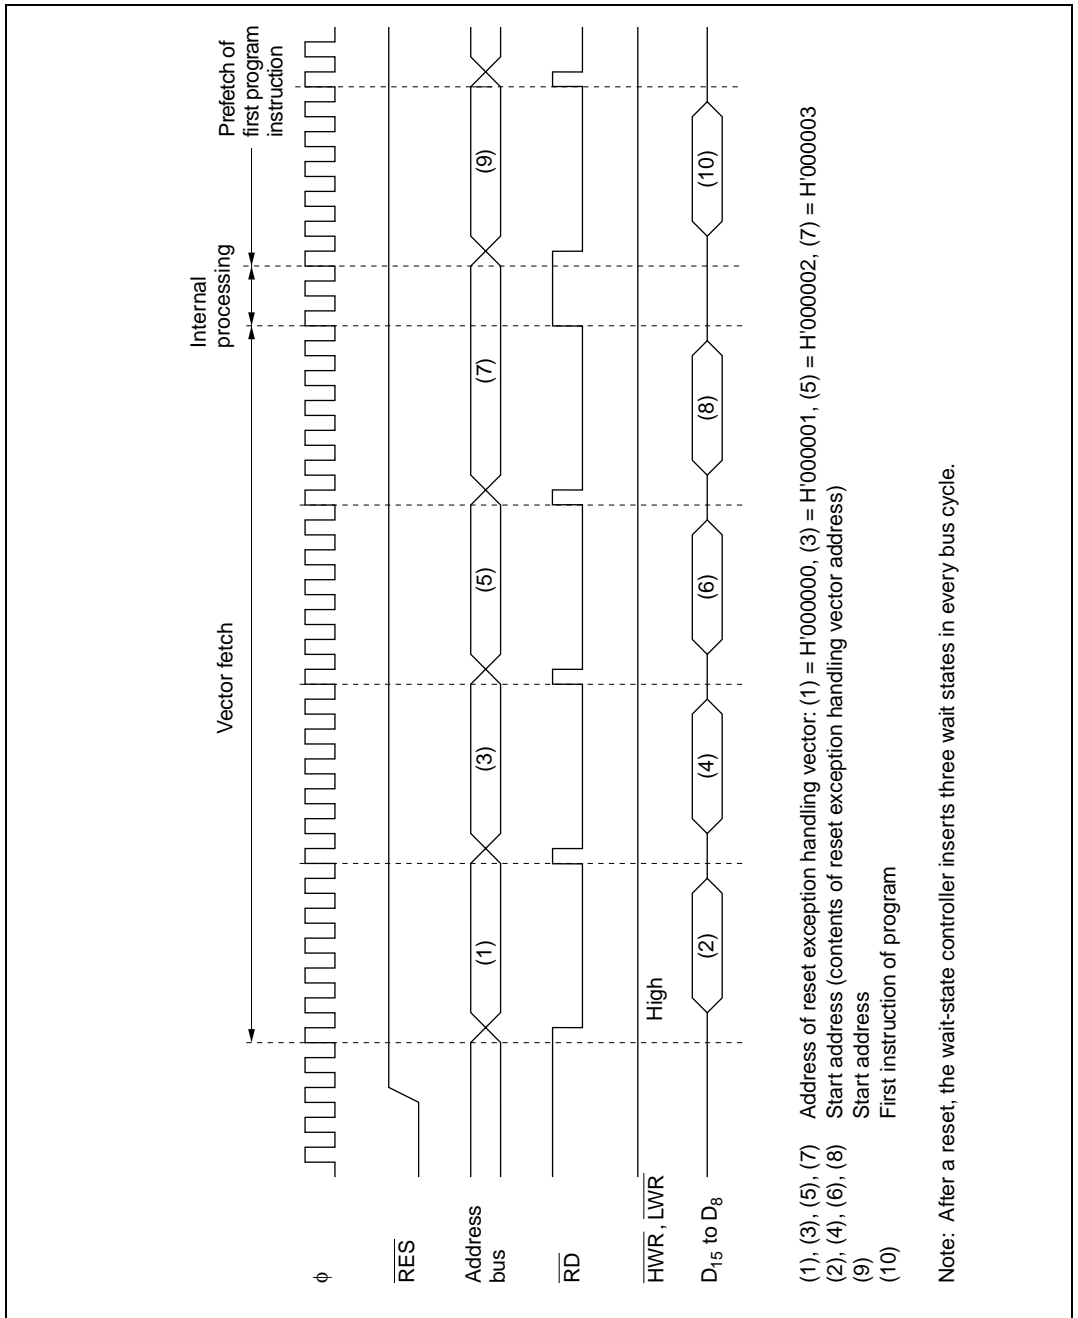 Vector fetch
Internal
processing
Prefetch of
first program
instruction
φ
RES
Address
bus
(1)
(3)
(5)
(7)
(9)
RD
HWR, LWR
High
D15 to D8
(2)
(4)
(6)
(8)
(10)
(1), (3), (5), (7) Address of reset exception handling vector: (1) = H'000000, (3) = H'000001, (5) = H'000002, (7) = H'000003
(2), (4), (6), (8) Start address (contents of reset exception handling vector address)
(9) Start address
(10) First instruction of program
Note: After a reset, the wait-state controller inserts three wait states in every bus cycle.